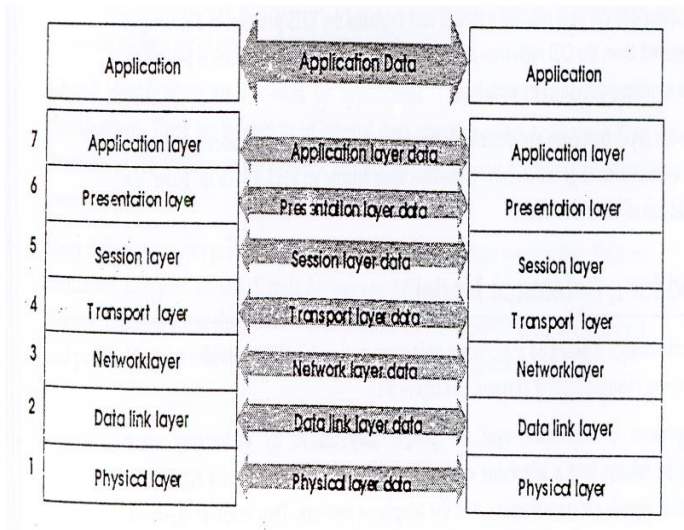 Application Application Data Application
7 Application layer Application layer data Application layer
6 Presentation layer Presentation layer data Presentation layer
5 Session layer Session layer data Session layer
4 Transport layer Transport layer data Transport layer
3 Networklayer Network layer data Networklayer
2 Data link layer Data link layer data Data link layer
1 Physical layer Physical layer data Physical layer